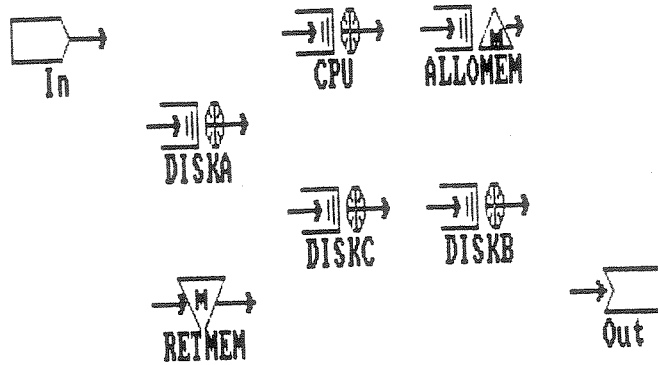 M
In
CPU
ALLOMEM
DISKA
DISKC
DISKB
M
RETMEM
Out